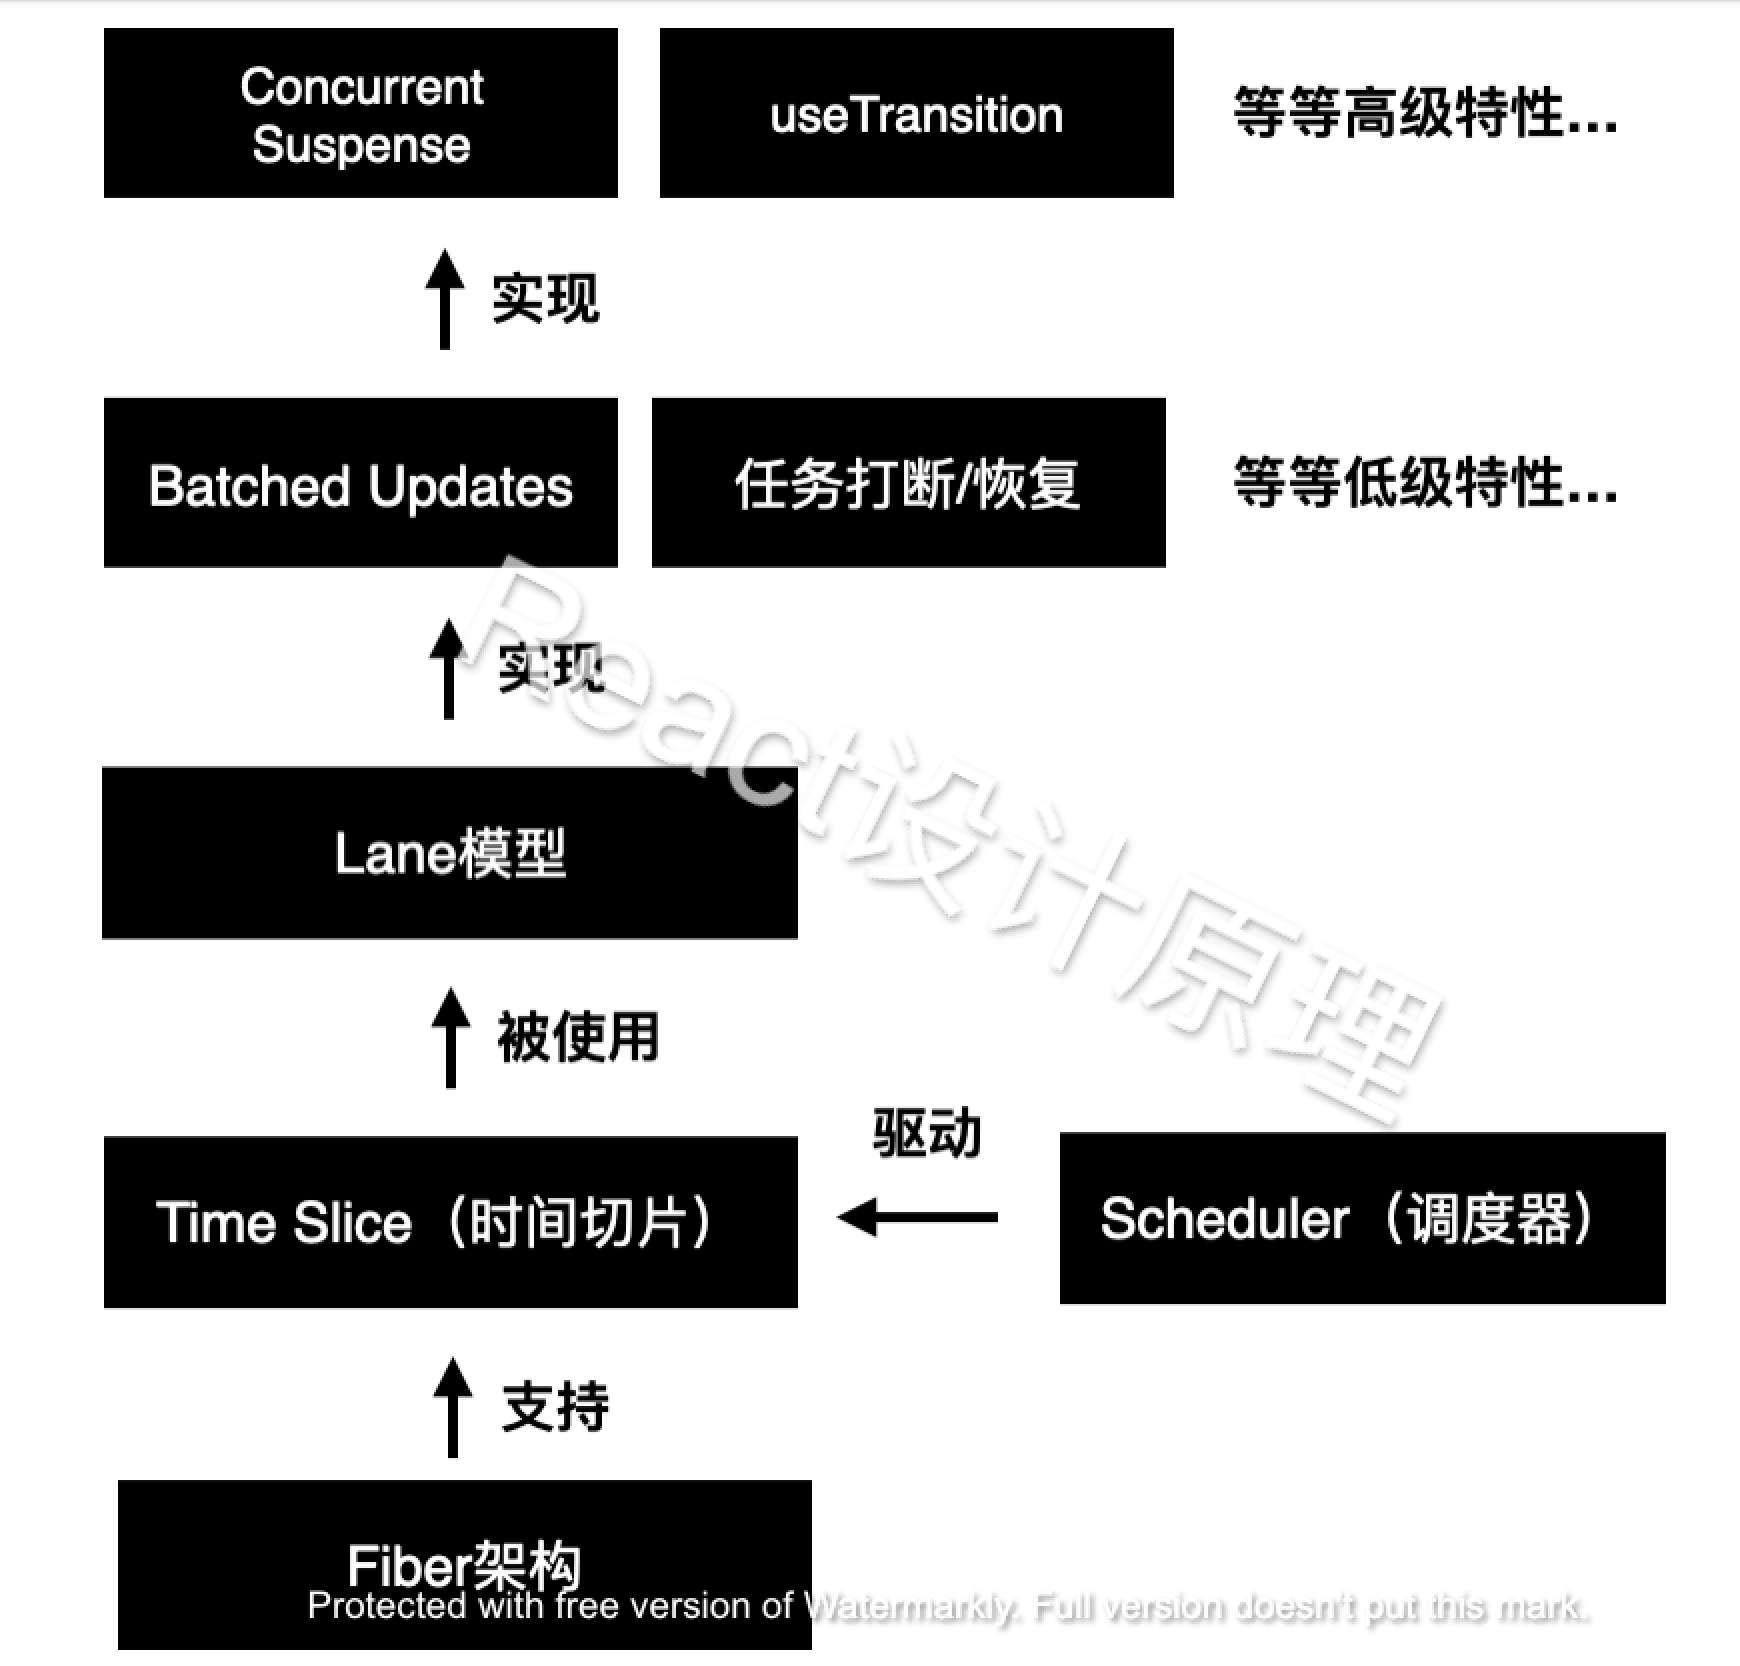 Concurrent
Suspense
useTransition
等等高级特性...
实现
Batched Updates
任务打断/恢复
等等低级特性...
实现
React设计原理
Lane模型
被使用
驱动
Time Slice（时间切片）
Scheduler（调度器）
支持
Fiber架构
Protected with free version of Watermarkly. Full version doesn't put this mark.